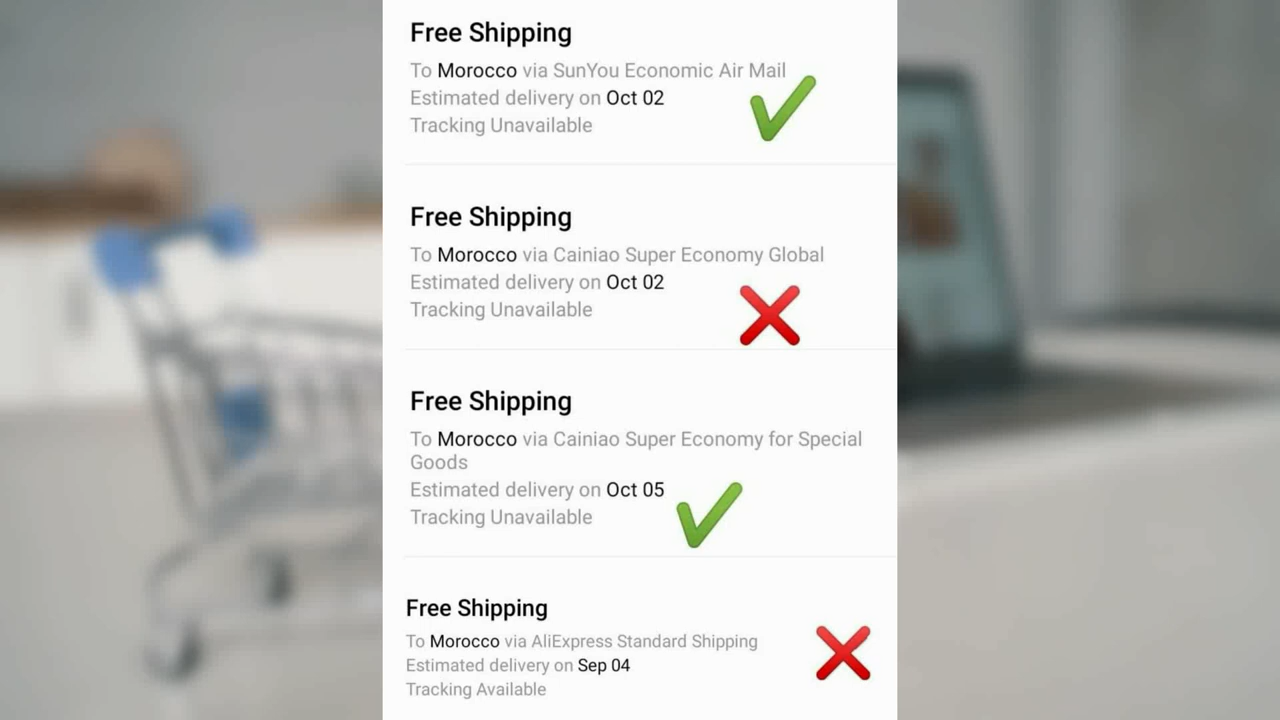 Free Shipping
To Morocco via SunYou Economic Air Mail
Estimated delivery on Oct 02
Tracking Unavailable
Free Shipping
To Morocco via Cainiao Super Economy Global
Estimated delivery on Oct 02
Tracking Unavailable
Free Shipping
To Morocco via Cainiao Super Economy for Special
Goods
Estimated delivery on Oct 05
Tracking Unavailable
Free Shipping
To Morocco via AliExpress Standard Shipping
Estimated delivery on Sep 04
Tracking Available